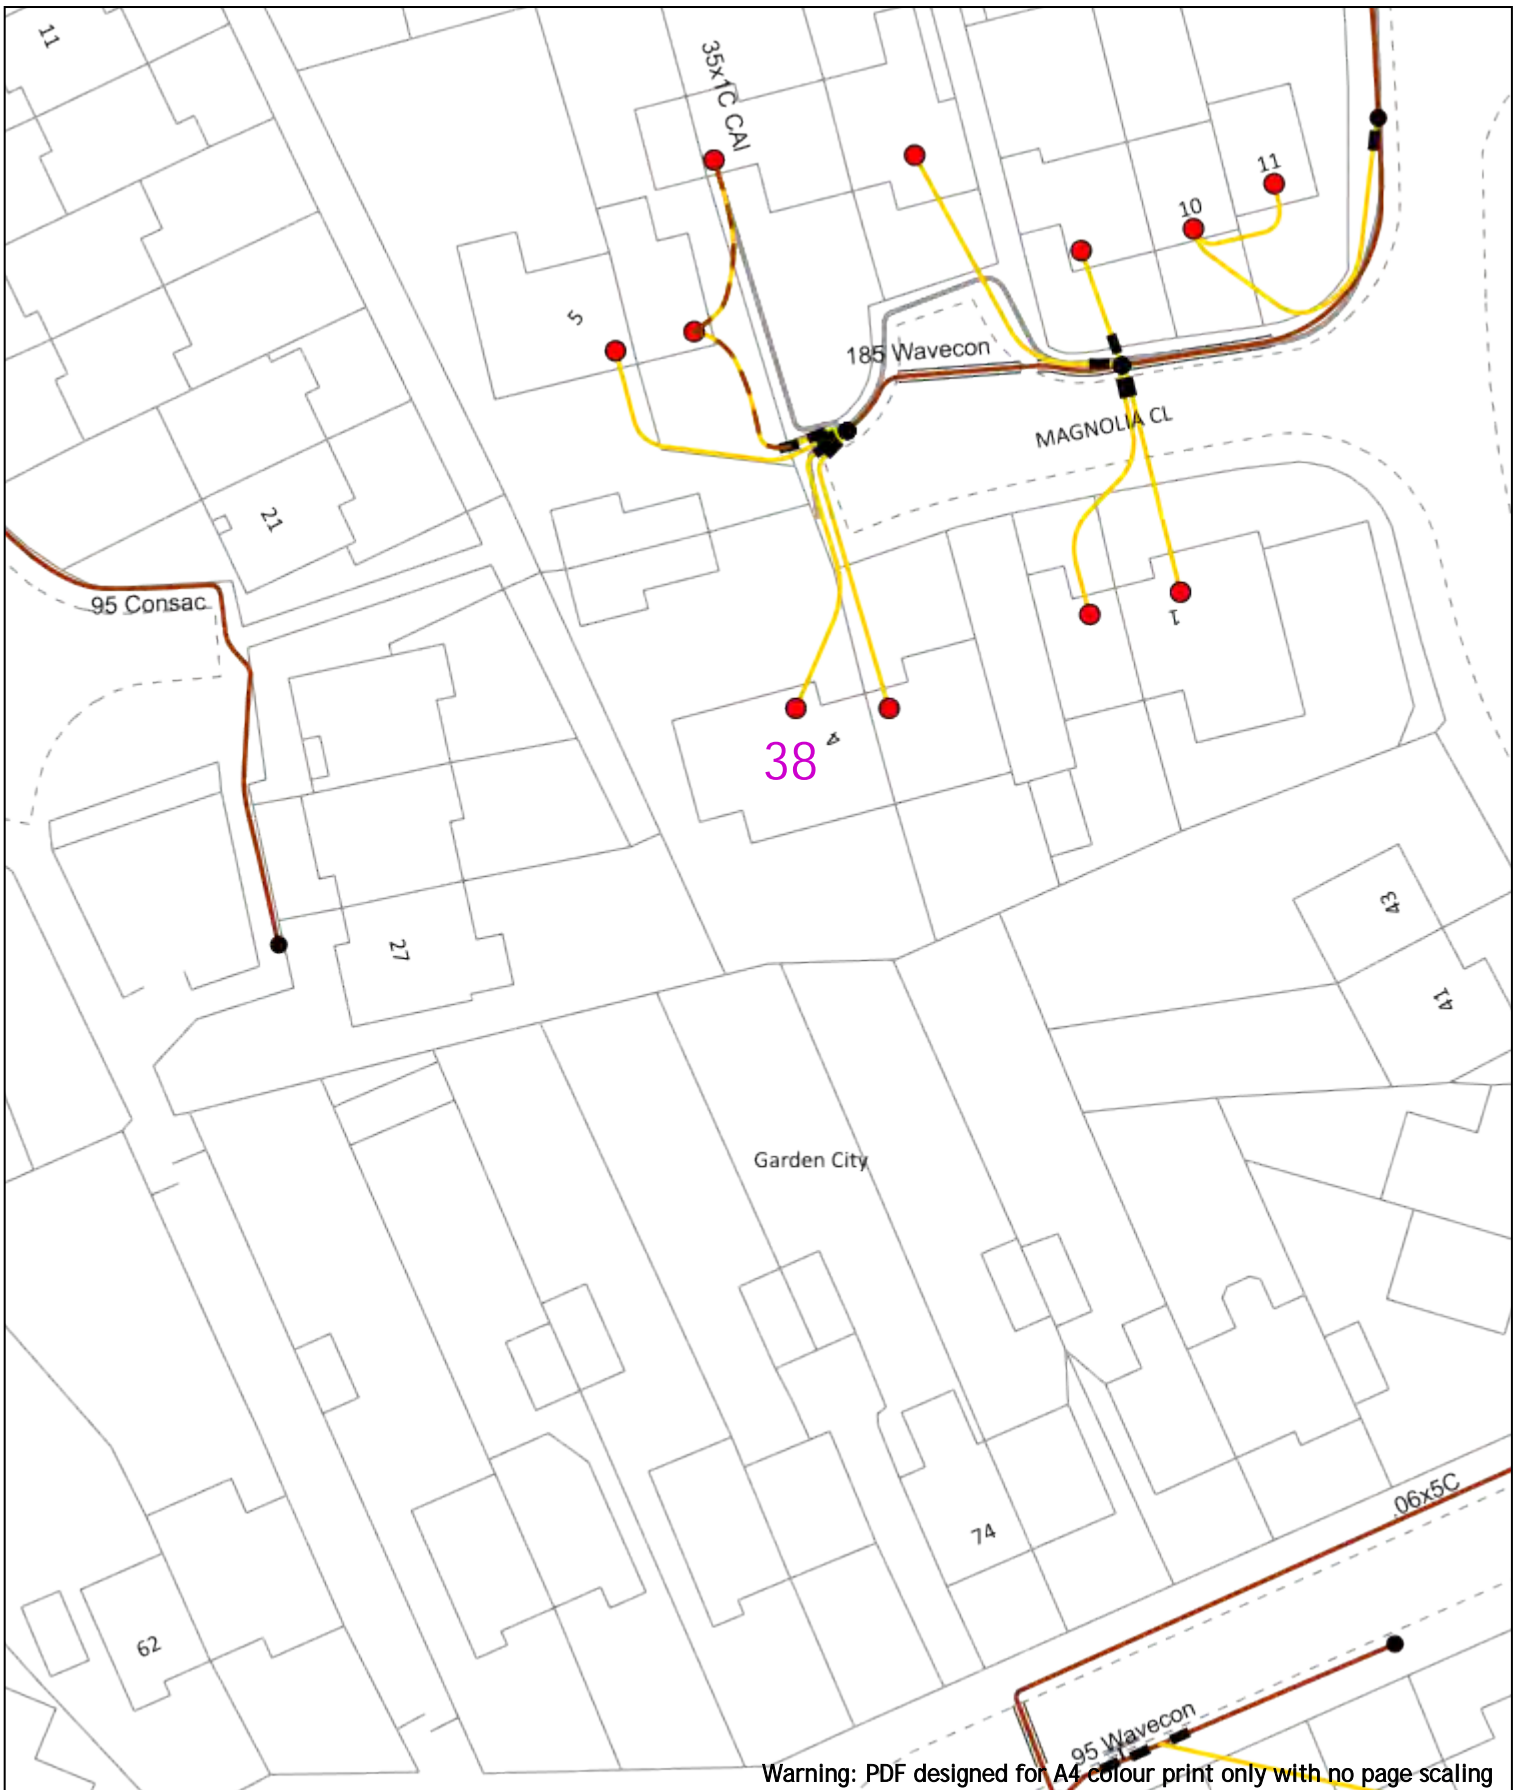 11
35x1C CAI
11
10
5
185 Wavecon
MAGNOLIA CL
21
95 Consac
1
4
38
43
27
41
Garden City
.06x5C
74
62
95 Wavecon
Warning: PDF designed for A4 colour print only with no page scaling